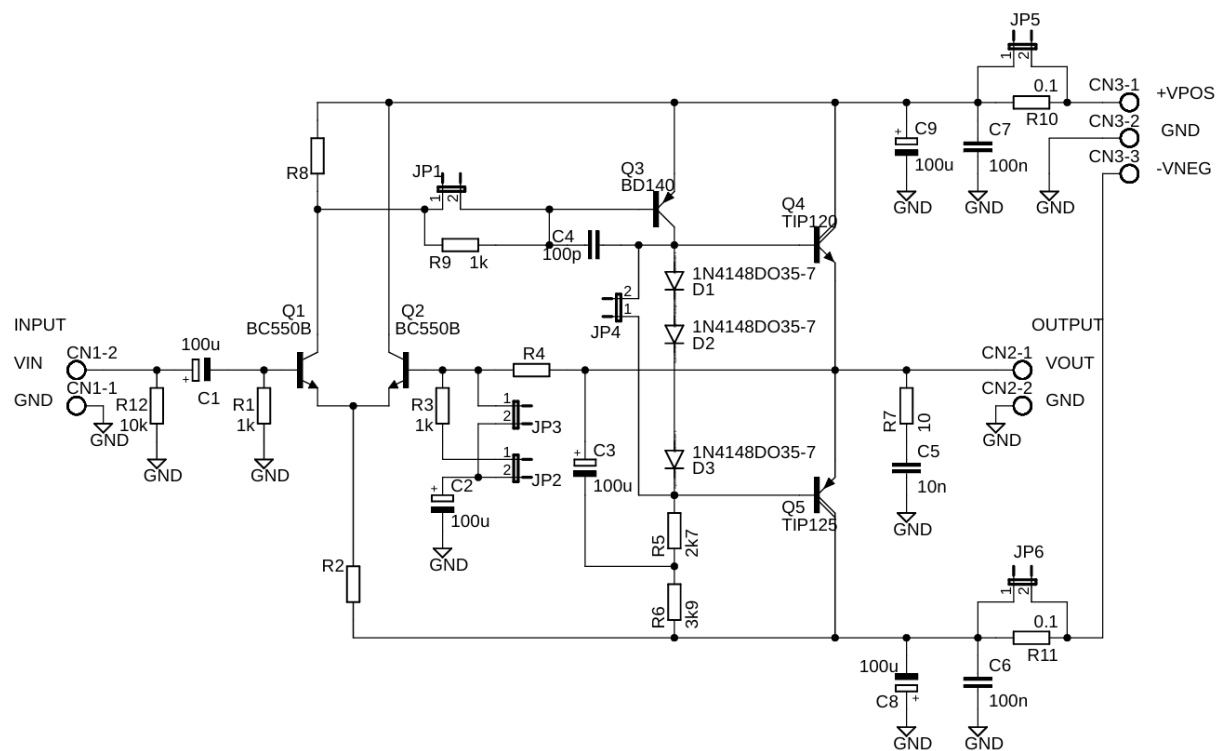 JP5
1
2
0.1
R10
CN3-1
+VPOS
CN3-2
GND
CN3-3
-VNEG
C9
+
100u
GND
C7
100n
GND
GND
R8
JP1
1
2
R9
1k
C4
100p
Q3
BD140
Q4
TIP120
1N4148DO35-7
D1
2
1
JP4
1N4148DO35-7
D2
Q1
BC550B
Q2
BC550B
INPUT
VIN
CN1-2
CN1-1
GND
GND
100u
+
C1
R12
10k
GND
R1
1k
GND
R4
R3
1k
1
2
JP3
1
2
JP2
+
C2
100u
GND
+
C3
100u
1N4148DO35-7
D3
Q5
TIP125
R5
2k7
R6
3k9
OUTPUT
CN2-1
VOUT
CN2-2
GND
GND
R7
10
C5
10n
GND
R2
JP6
1
2
0.1
R11
100u
C8
+
GND
C6
100n
GND